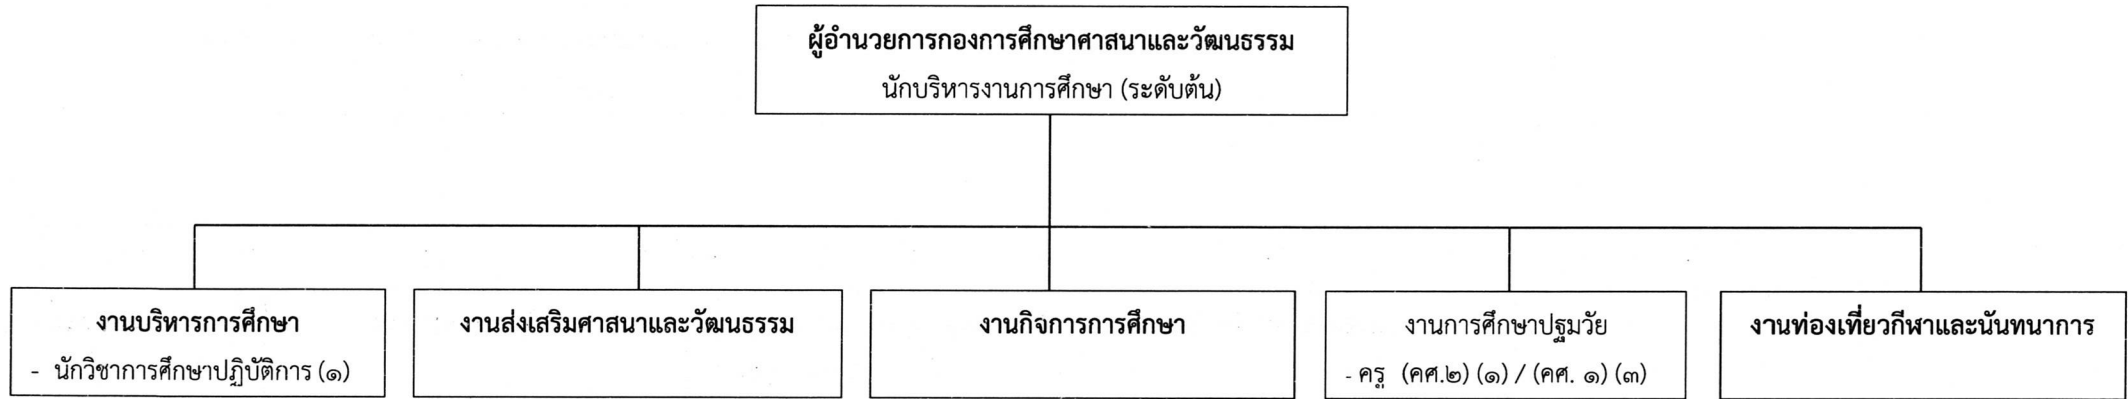 ผู้อำนวยการกองการศึกษาศาสนาและวัฒนธรรม
นักบริหารงานการศึกษา (ระดับต้น)
งานบริหารการศึกษา
- นักวิชาการศึกษาปฏิบัติการ (๑)
งานส่งเสริมศาสนาและวัฒนธรรม
งานกิจการการศึกษา
งานการศึกษาปฐมวัย
- ครู (คศ.๒) (๑) / (คศ. ๑) (๓)
งานท่องเที่ยวกีฬาและนันทนาการ